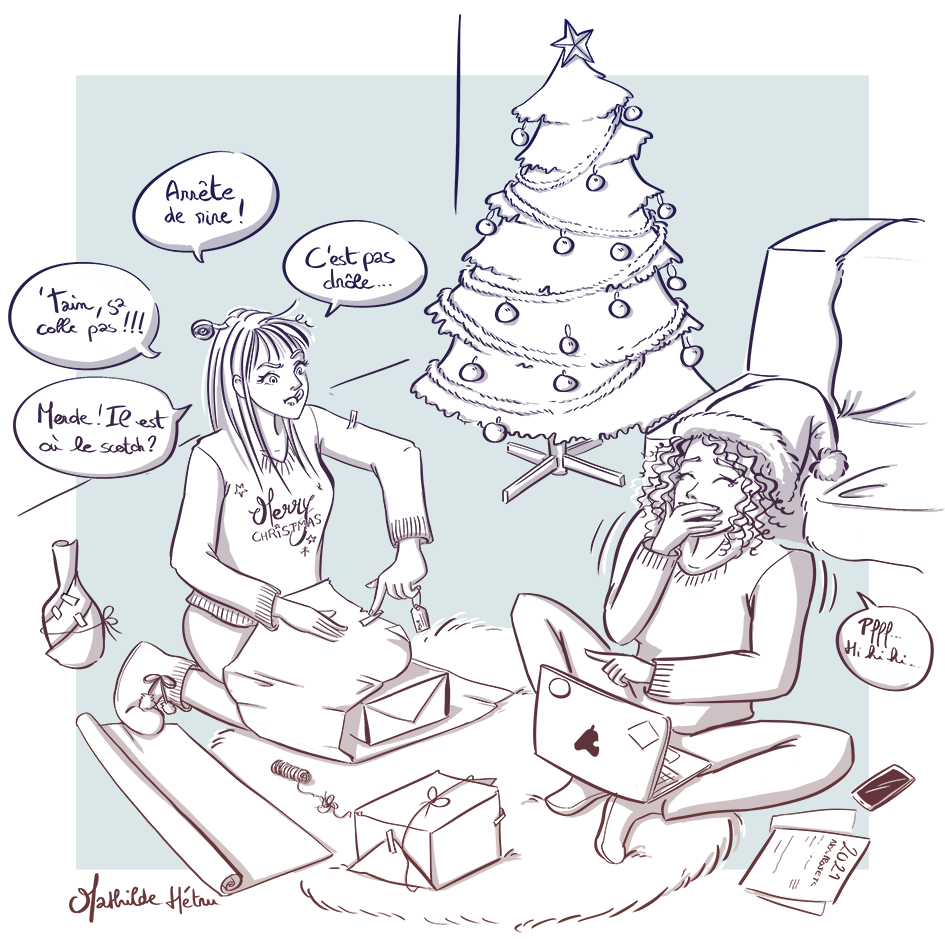 Arrête
de rire !
C'est pas
drôle...
'Tain, ça
colle pas !!!
Merde ! Il est
où le scotch ?
Merry
CHRISTMAS
Pffff...
Hi hi hi...
2021
Mathilde Hétru